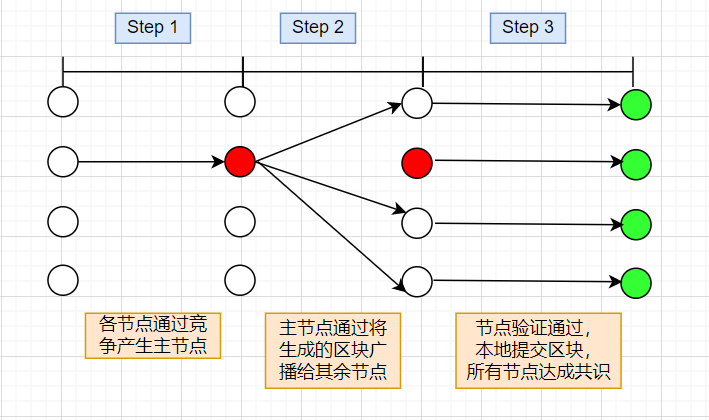 Step 1
Step 2
Step 3
各节点通过竞
争产生主节点
主节点通过将
生成的区块广
播给其余节点
节点验证通过，
本地提交区块，
所有节点达成共识